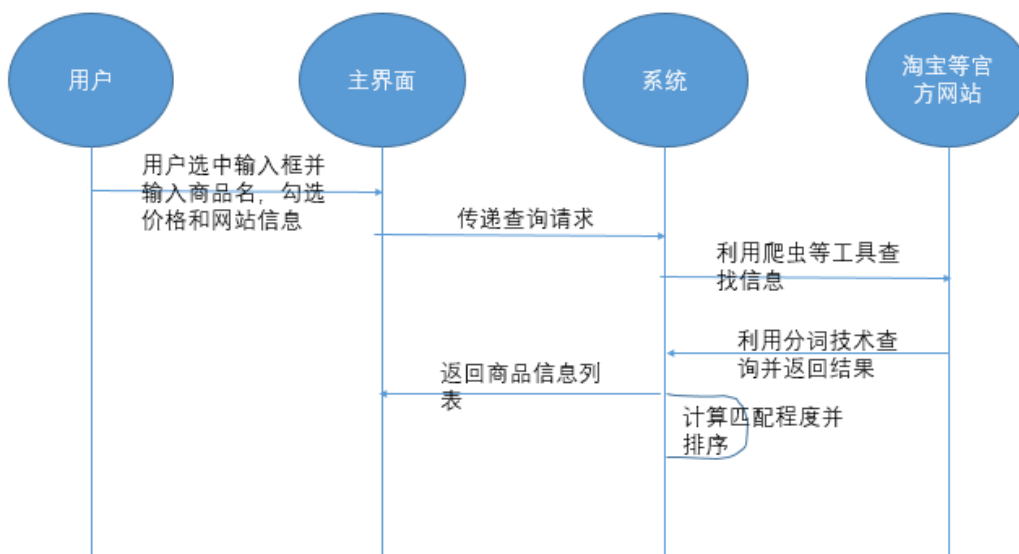 用户
主界面
系统
淘宝等官
方网站
用户选中输入框并
输入商品名，勾选
价格和网站信息
传递查询请求
利用爬虫等工具查
找信息
利用分词技术查
询并返回结果
返回商品信息列
表
计算匹配程度并
排序